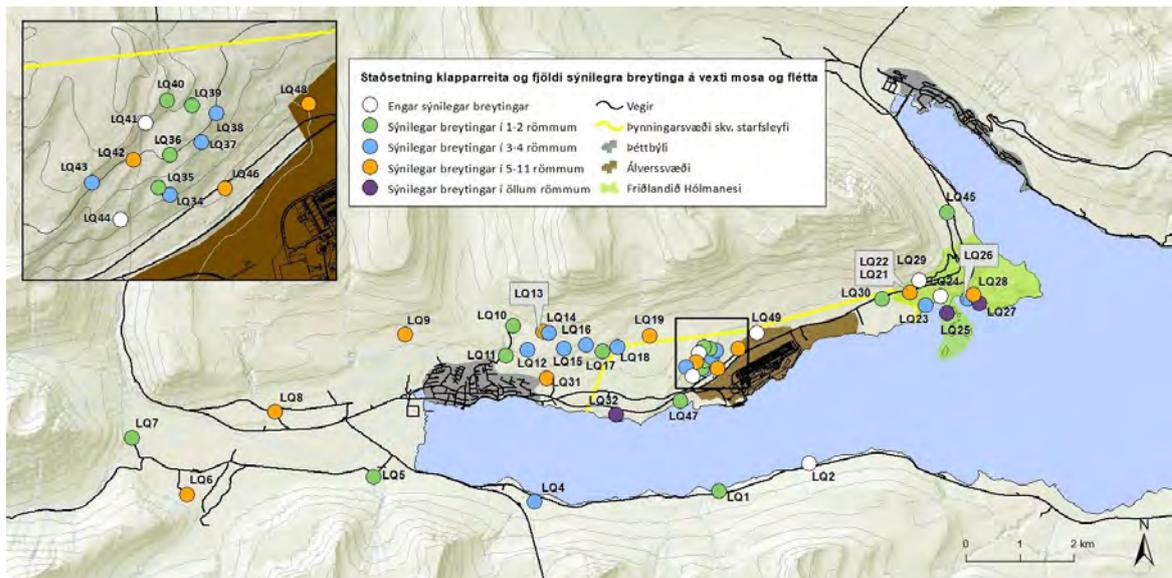 Staðsetning klapparreita og fjöldi sýnilegra breytinga á vexti mosa og flétta
Engar sýnilegar breytingar
Sýnilegar breytingar í 1-2 römmum
Sýnilegar breytingar í 3-4 römmum
Sýnilegar breytingar í 5-11 römmum
Sýnilegar breytingar í öllum römmum
Vegir
Þynningarsvæði skv. starfsleyfi
Þéttbýli
Álverssvæði
Friðlandið Hólmanesi
LQ40
LQ39
LQ48
LQ41
LQ38
LQ36
LQ37
LQ42
LQ43
LQ35
LQ46
LQ34
LQ44
LQ45
LQ22
LQ21
LQ29
LQ26
LQ24
LQ28
LQ30
LQ23
LQ25
LQ27
LQ13
LQ10
LQ14
LQ9
LQ16
LQ19
LQ49
LQ11
LQ12
LQ15
LQ17
LQ18
LQ31
LQ8
LQ32
LQ47
LQ7
LQ6
LQ5
LQ4
LQ1
LQ2
N
0 1 2 km